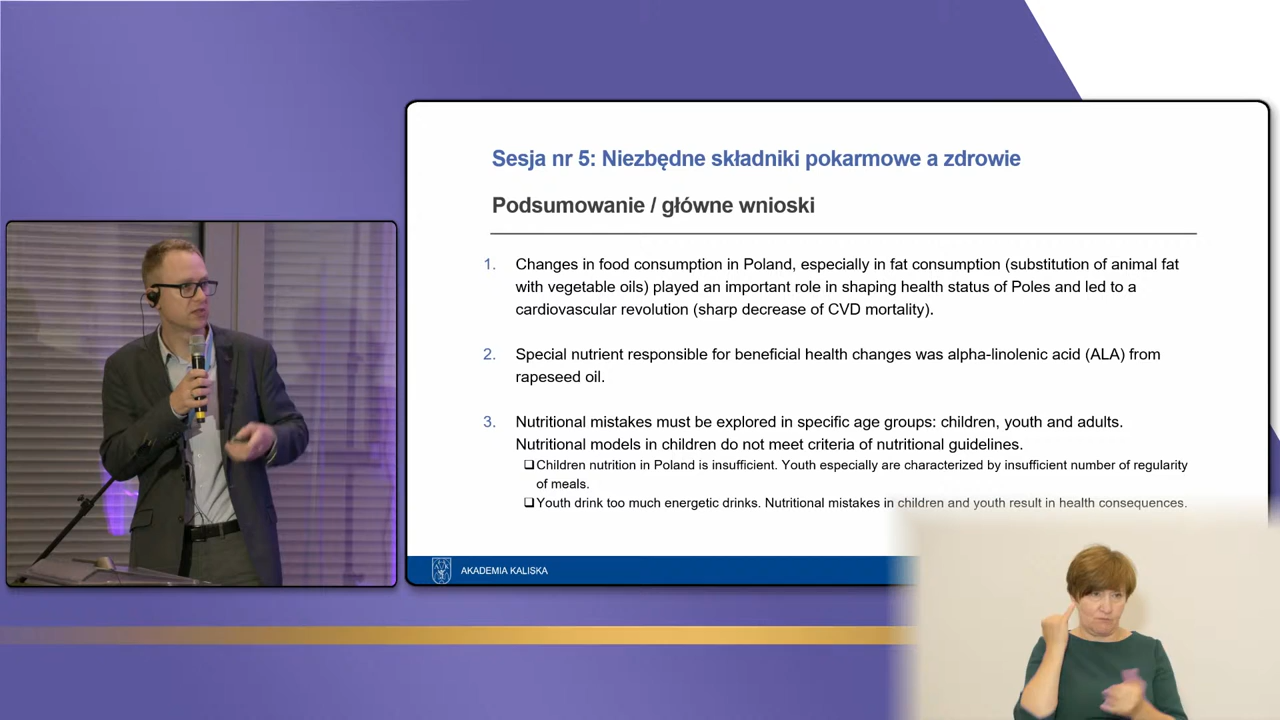 Sesja nr 5: Niezbędne składniki pokarmowe a zdrowie
Podsumowanie / główne wnioski
1. Changes in food consumption in Poland, especially in fat consumption (substitution of animal fat
with vegetable oils) played an important role in shaping health status of Poles and led to a
cardiovascular revolution (sharp decrease of CVD mortality).
2. Special nutrient responsible for beneficial health changes was alpha-linolenic acid (ALA) from
rapeseed oil.
3. Nutritional mistakes must be explored in specific age groups: children, youth and adults.
Nutritional models in children do not meet criteria of nutritional guidelines.
❑Children nutrition in Poland is insufficient. Youth especially are characterized by insufficient number of regularity
of meals.
❑Youth drink too much energetic drinks. Nutritional mistakes in children and youth result in health consequences.
AKADEMIA KALISKA